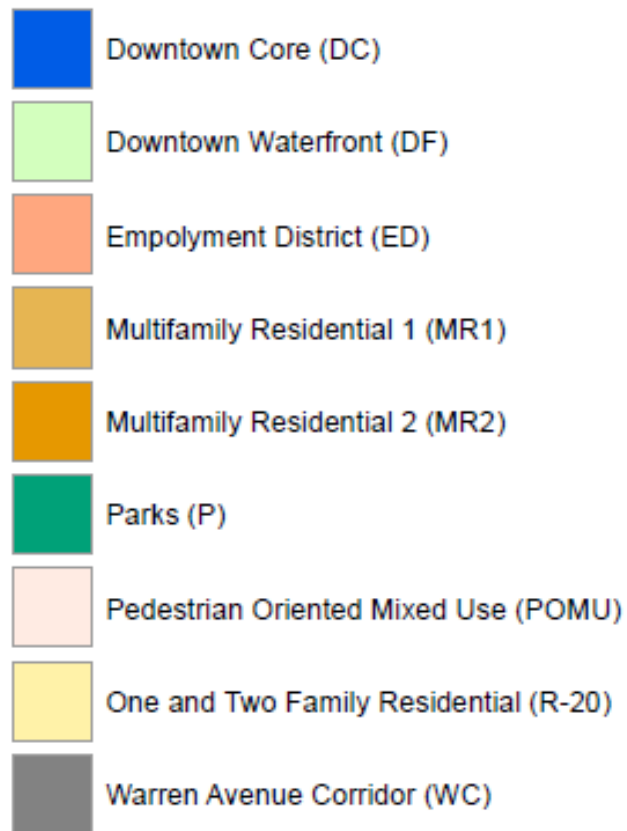 Downtown Core (DC)
Downtown Waterfront (DF)
Empolyment District (ED)
Multifamily Residential 1 (MR1)
Multifamily Residential 2 (MR2)
Parks (P)
Pedestrian Oriented Mixed Use (POMU)
One and Two Family Residential (R-20)
Warren Avenue Corridor (WC)